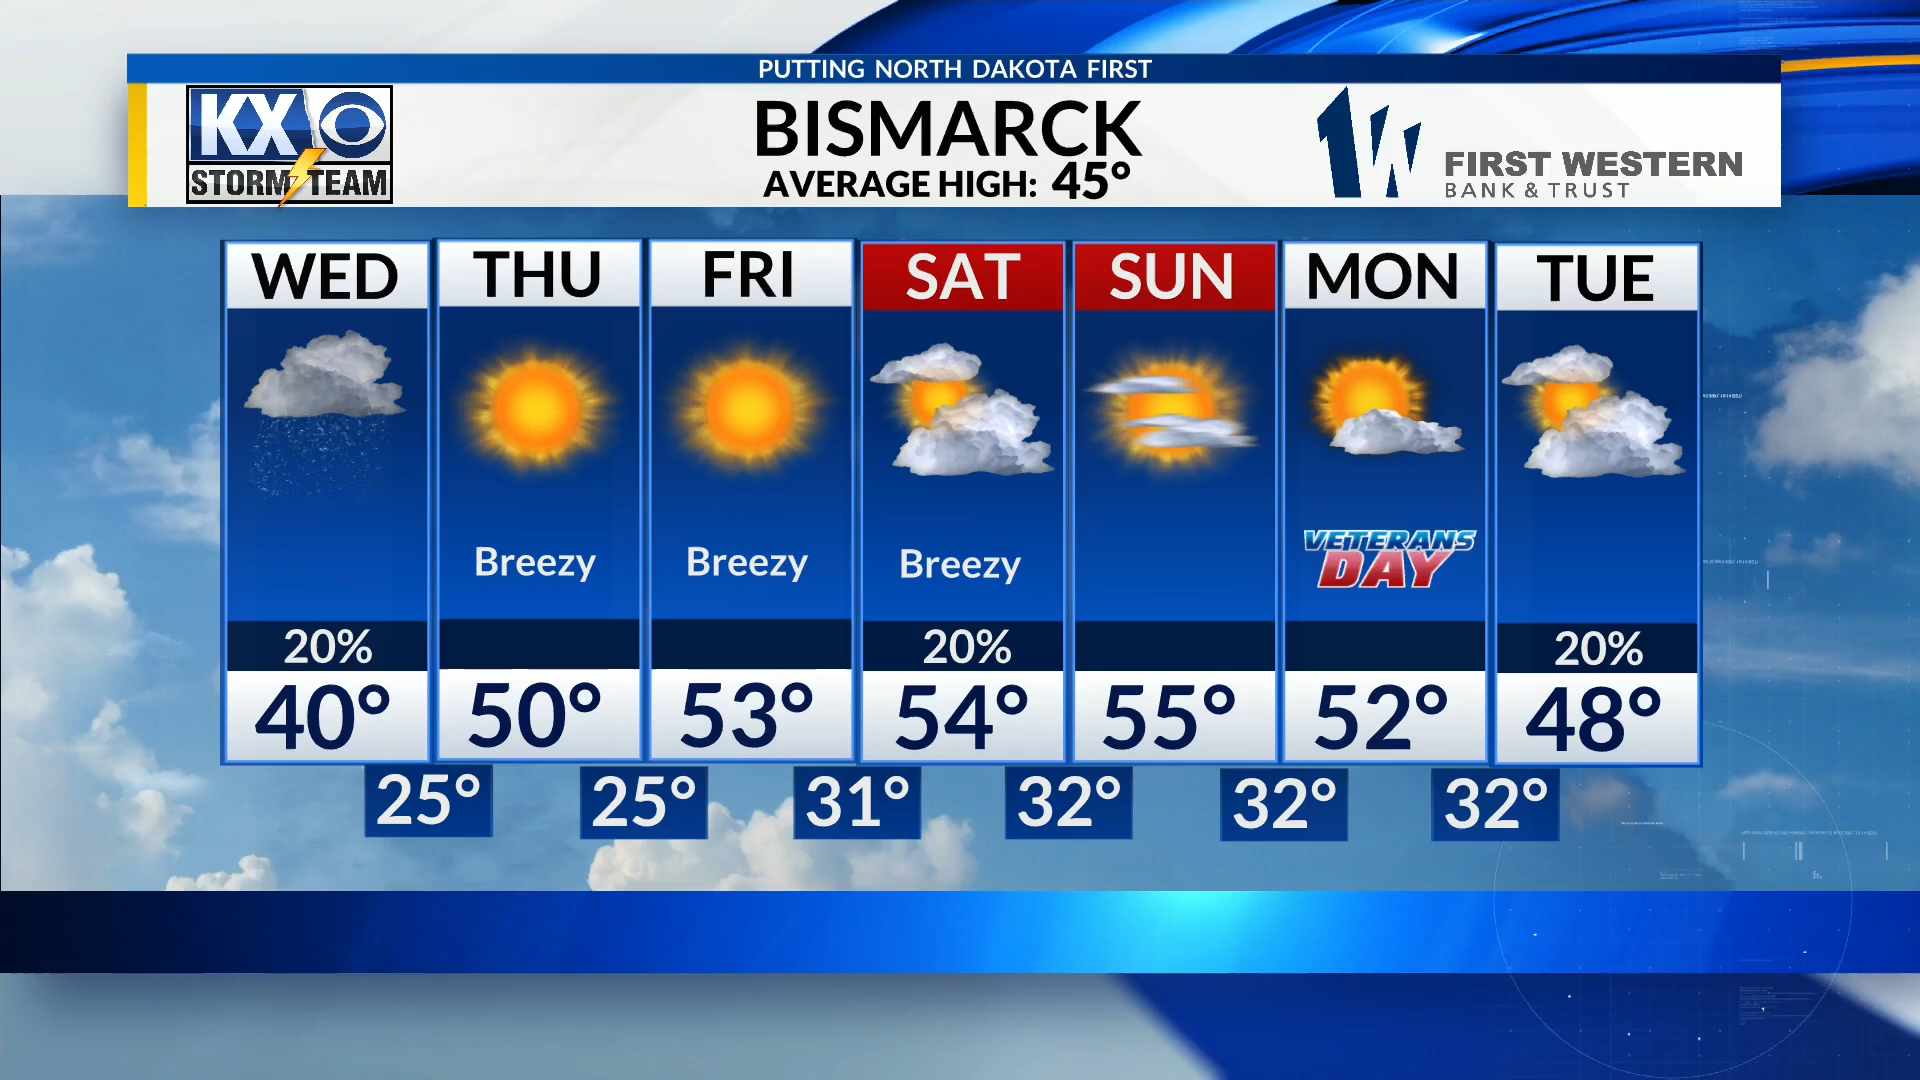 PUTTING NORTH DAKOTA FIRST
KX
STORM TEAM
BISMARCK
AVERAGE HIGH: 45°
1W
FIRST WESTERN
BANK & TRUST
WED
THU
FRI
SAT
SUN
MON
TUE
Breezy
Breezy
Breezy
VETERANS
DAY
20%
20%
20%
40°
50°
53°
54°
55°
52°
48°
25°
25°
31°
32°
32°
32°